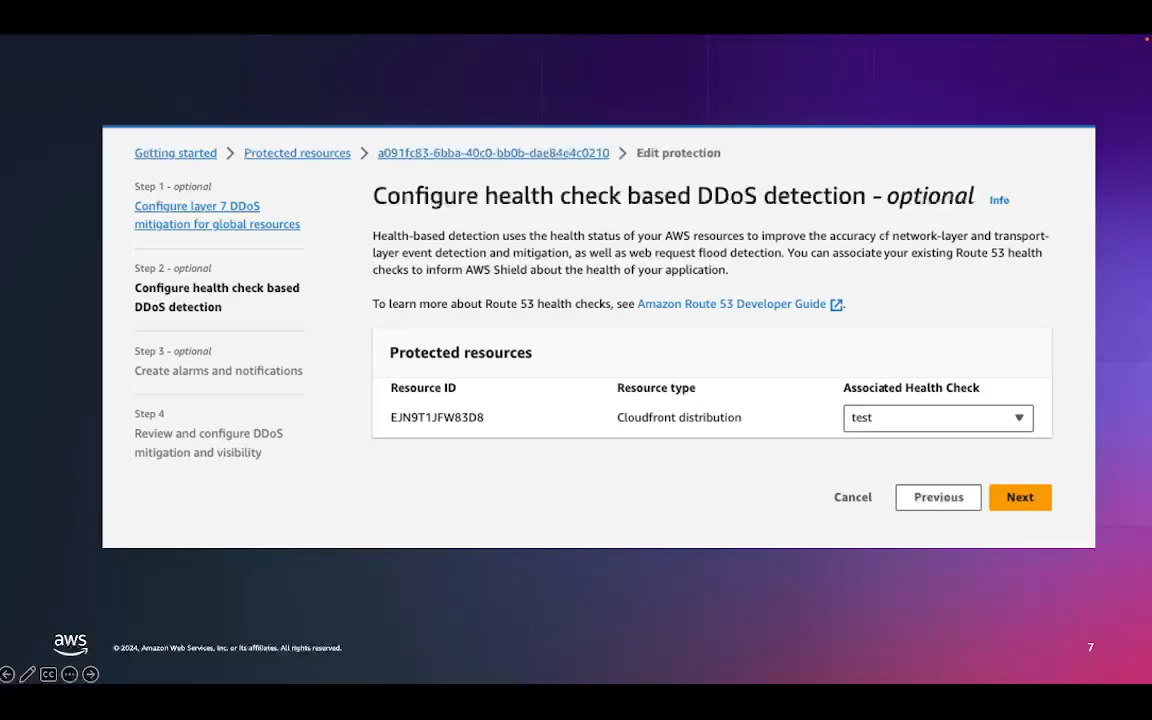 Getting started
Protected resources
a091fc83-6bba-40c0-bb0b-dae84e4c0210
Edit protection
Step 1 - optional
Configure layer 7 DDoS
mitigation for global resources
Step 2 - optional
Configure health check based
DDoS detection
Step 3 - optional
Create alarms and notifications
Step 4
Review and configure DDoS
mitigation and visibility
Configure health check based DDoS detection - optional Info
Health-based detection uses the health status of your AWS resources to improve the accuracy of network-layer and transport-
layer event detection and mitigation, as well as web request flood detection. You can associate your existing Route 53 health
checks to inform AWS Shield about the health of your application.
To learn more about Route 53 health checks, see Amazon Route 53 Developer Guide .
Protected resources
Resource ID Resource type Associated Health Check
EJN9T1JFW83D8 Cloudfront distribution test
Cancel Previous Next
aws
© 2024, Amazon Web Services, Inc. or its affiliates. All rights reserved.
7
CC